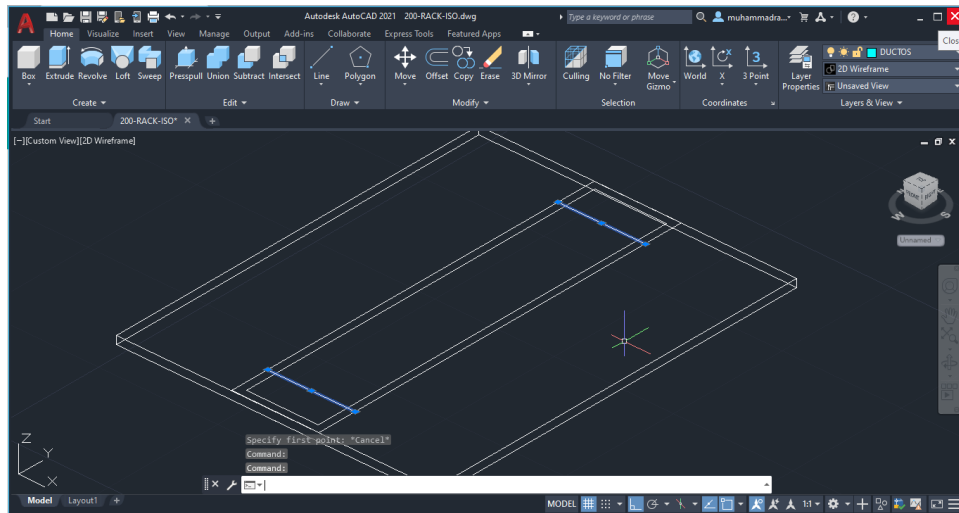 Autodesk AutoCAD 2021 200-RACK-ISO.dwg
Type a keyword or phrase
muhammadra...
Home Visualize Insert View Manage Output Add-ins Collaborate Express Tools Featured Apps
Clos
Box Extrude Revolve Loft Sweep Presspull Union Subtract Intersect Line Polygon Move Offset Copy Erase 3D Mirror Culling No Filter Move Gizmo World X 3 Point Layer Properties
DUCTOS
2D Wireframe
Unsaved View
Create Edit Draw Modify Selection Coordinates Layers & View
Start 200-RACK-ISO*
[−][Custom View][2D Wireframe]
W S
Unnamed
Z
Y
X
Specify first point: *Cancel*
Command:
Command:
Model Layout1 +
MODEL 1:1